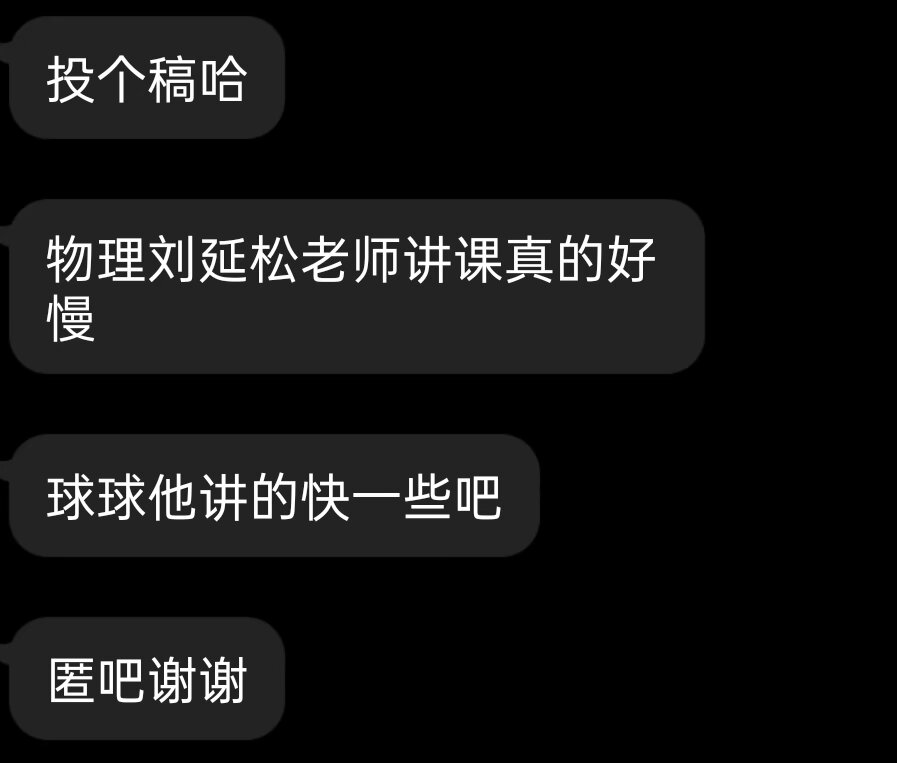 投个稿哈
物理刘延松老师讲课真的好
慢
球球他讲的快一些吧
匿吧谢谢